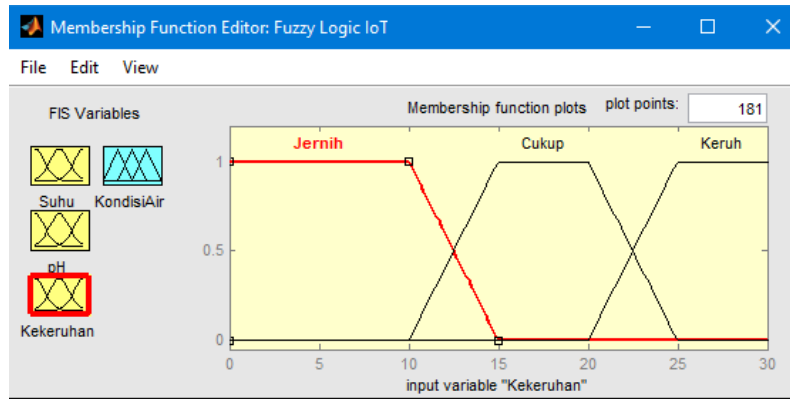 Membership Function Editor: Fuzzy Logic IoT
File Edit View
FIS Variables
Membership function plots plot points: 181
Suhu KondisiAir
pH
Kekeruhan
Jernih Cukup Keruh
1
0.5
0
0 5 10 15 20 25 30
input variable "Kekeruhan"